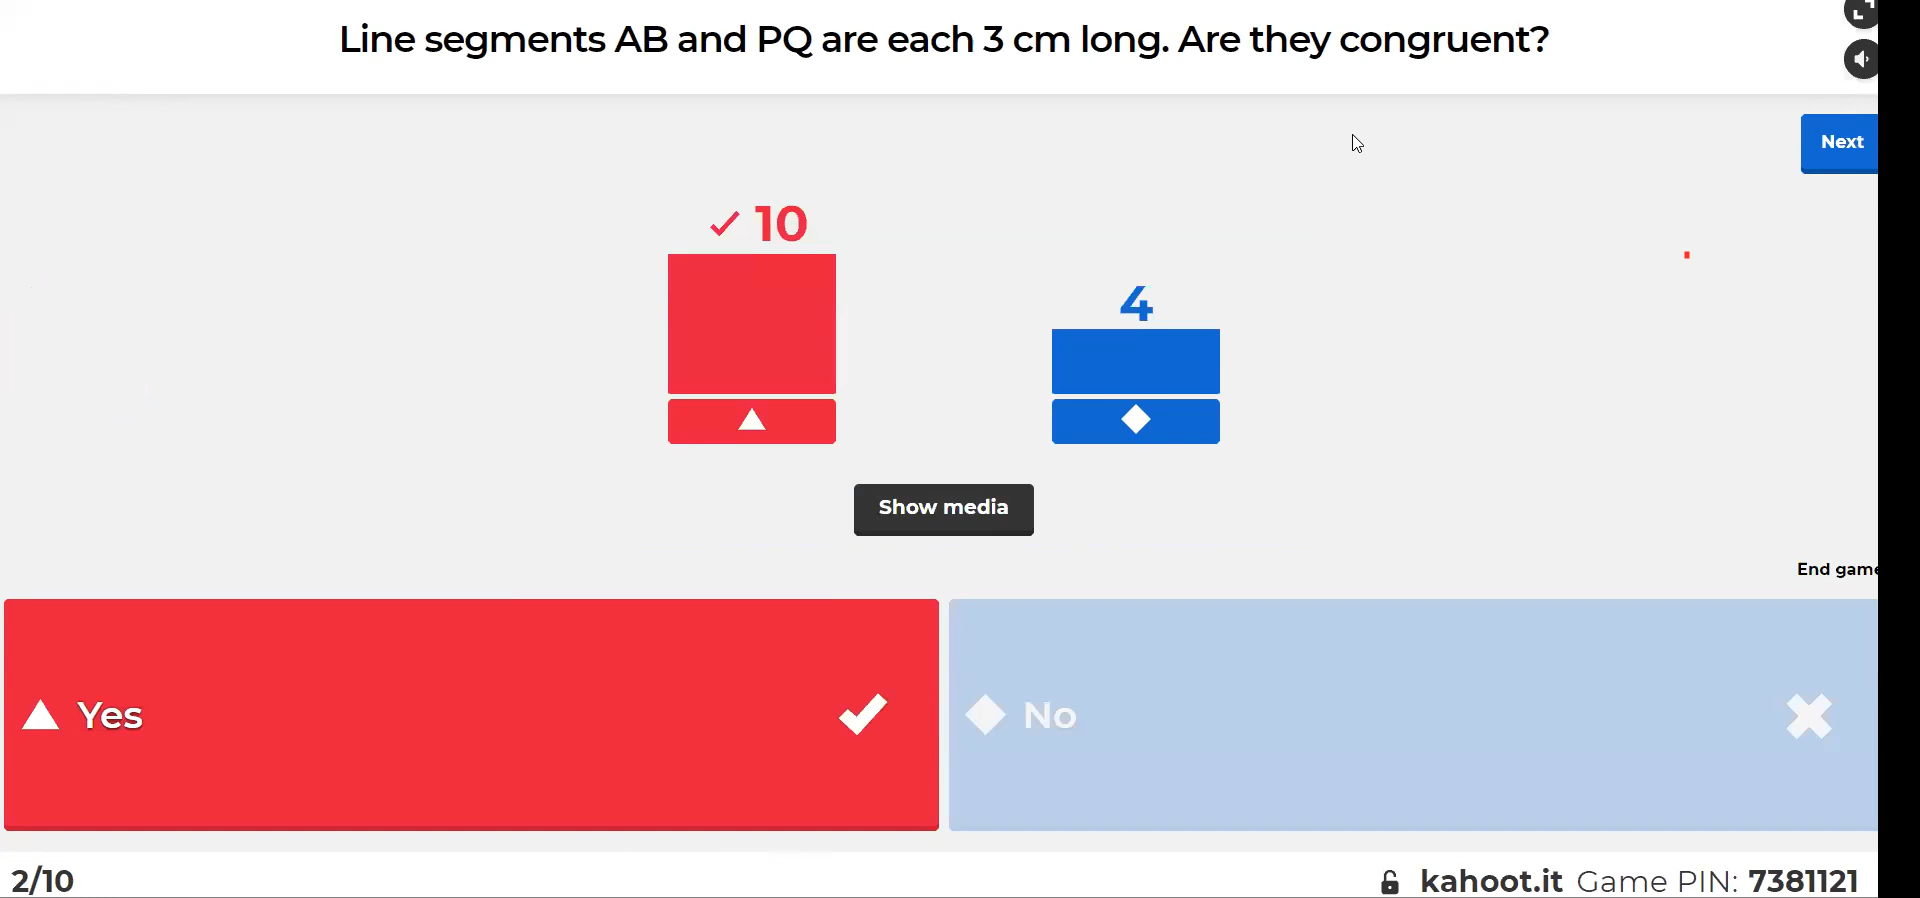 Line segments AB and PQ are each 3 cm long. Are they congruent?
Next
10
4
Show media
End game
Yes
No
2/10
kahoot.it Game PIN: 7381121